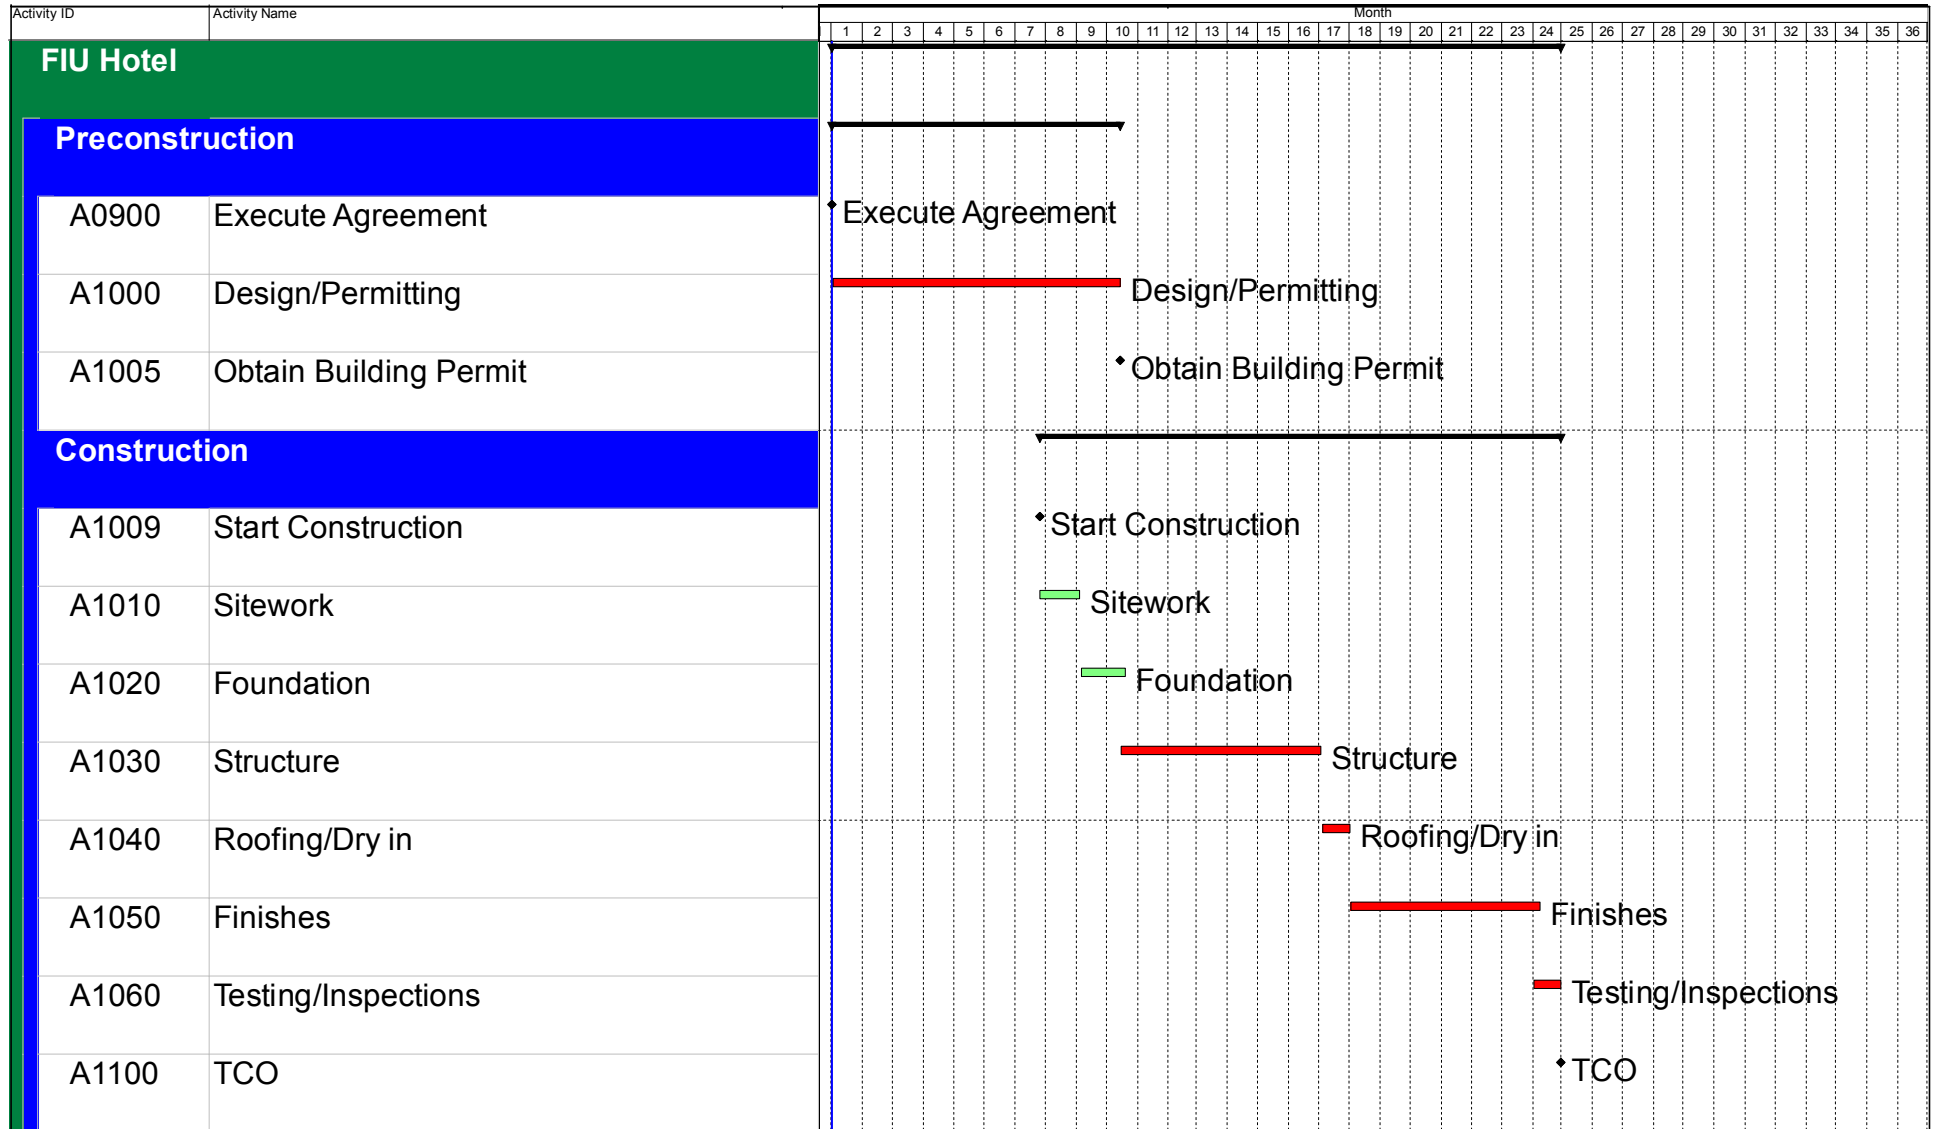 Activity ID Activity Name Month
1 2 3 4 5 6 7 8 9 10 11 12 13 14 15 16 17 18 19 20 21 22 23 24 25 26 27 28 29 30 31 32 33 34 35 36
FIU Hotel
Preconstruction
A0900 Execute Agreement Execute Agreement
A1000 Design/Permitting Design/Permitting
A1005 Obtain Building Permit Obtain Building Permit
Construction
A1009 Start Construction Start Construction
A1010 Sitework Sitework
A1020 Foundation Foundation
A1030 Structure Structure
A1040 Roofing/Dry in Roofing/Dry in
A1050 Finishes Finishes
A1060 Testing/Inspections Testing/Inspections
A1100 TCO TCO